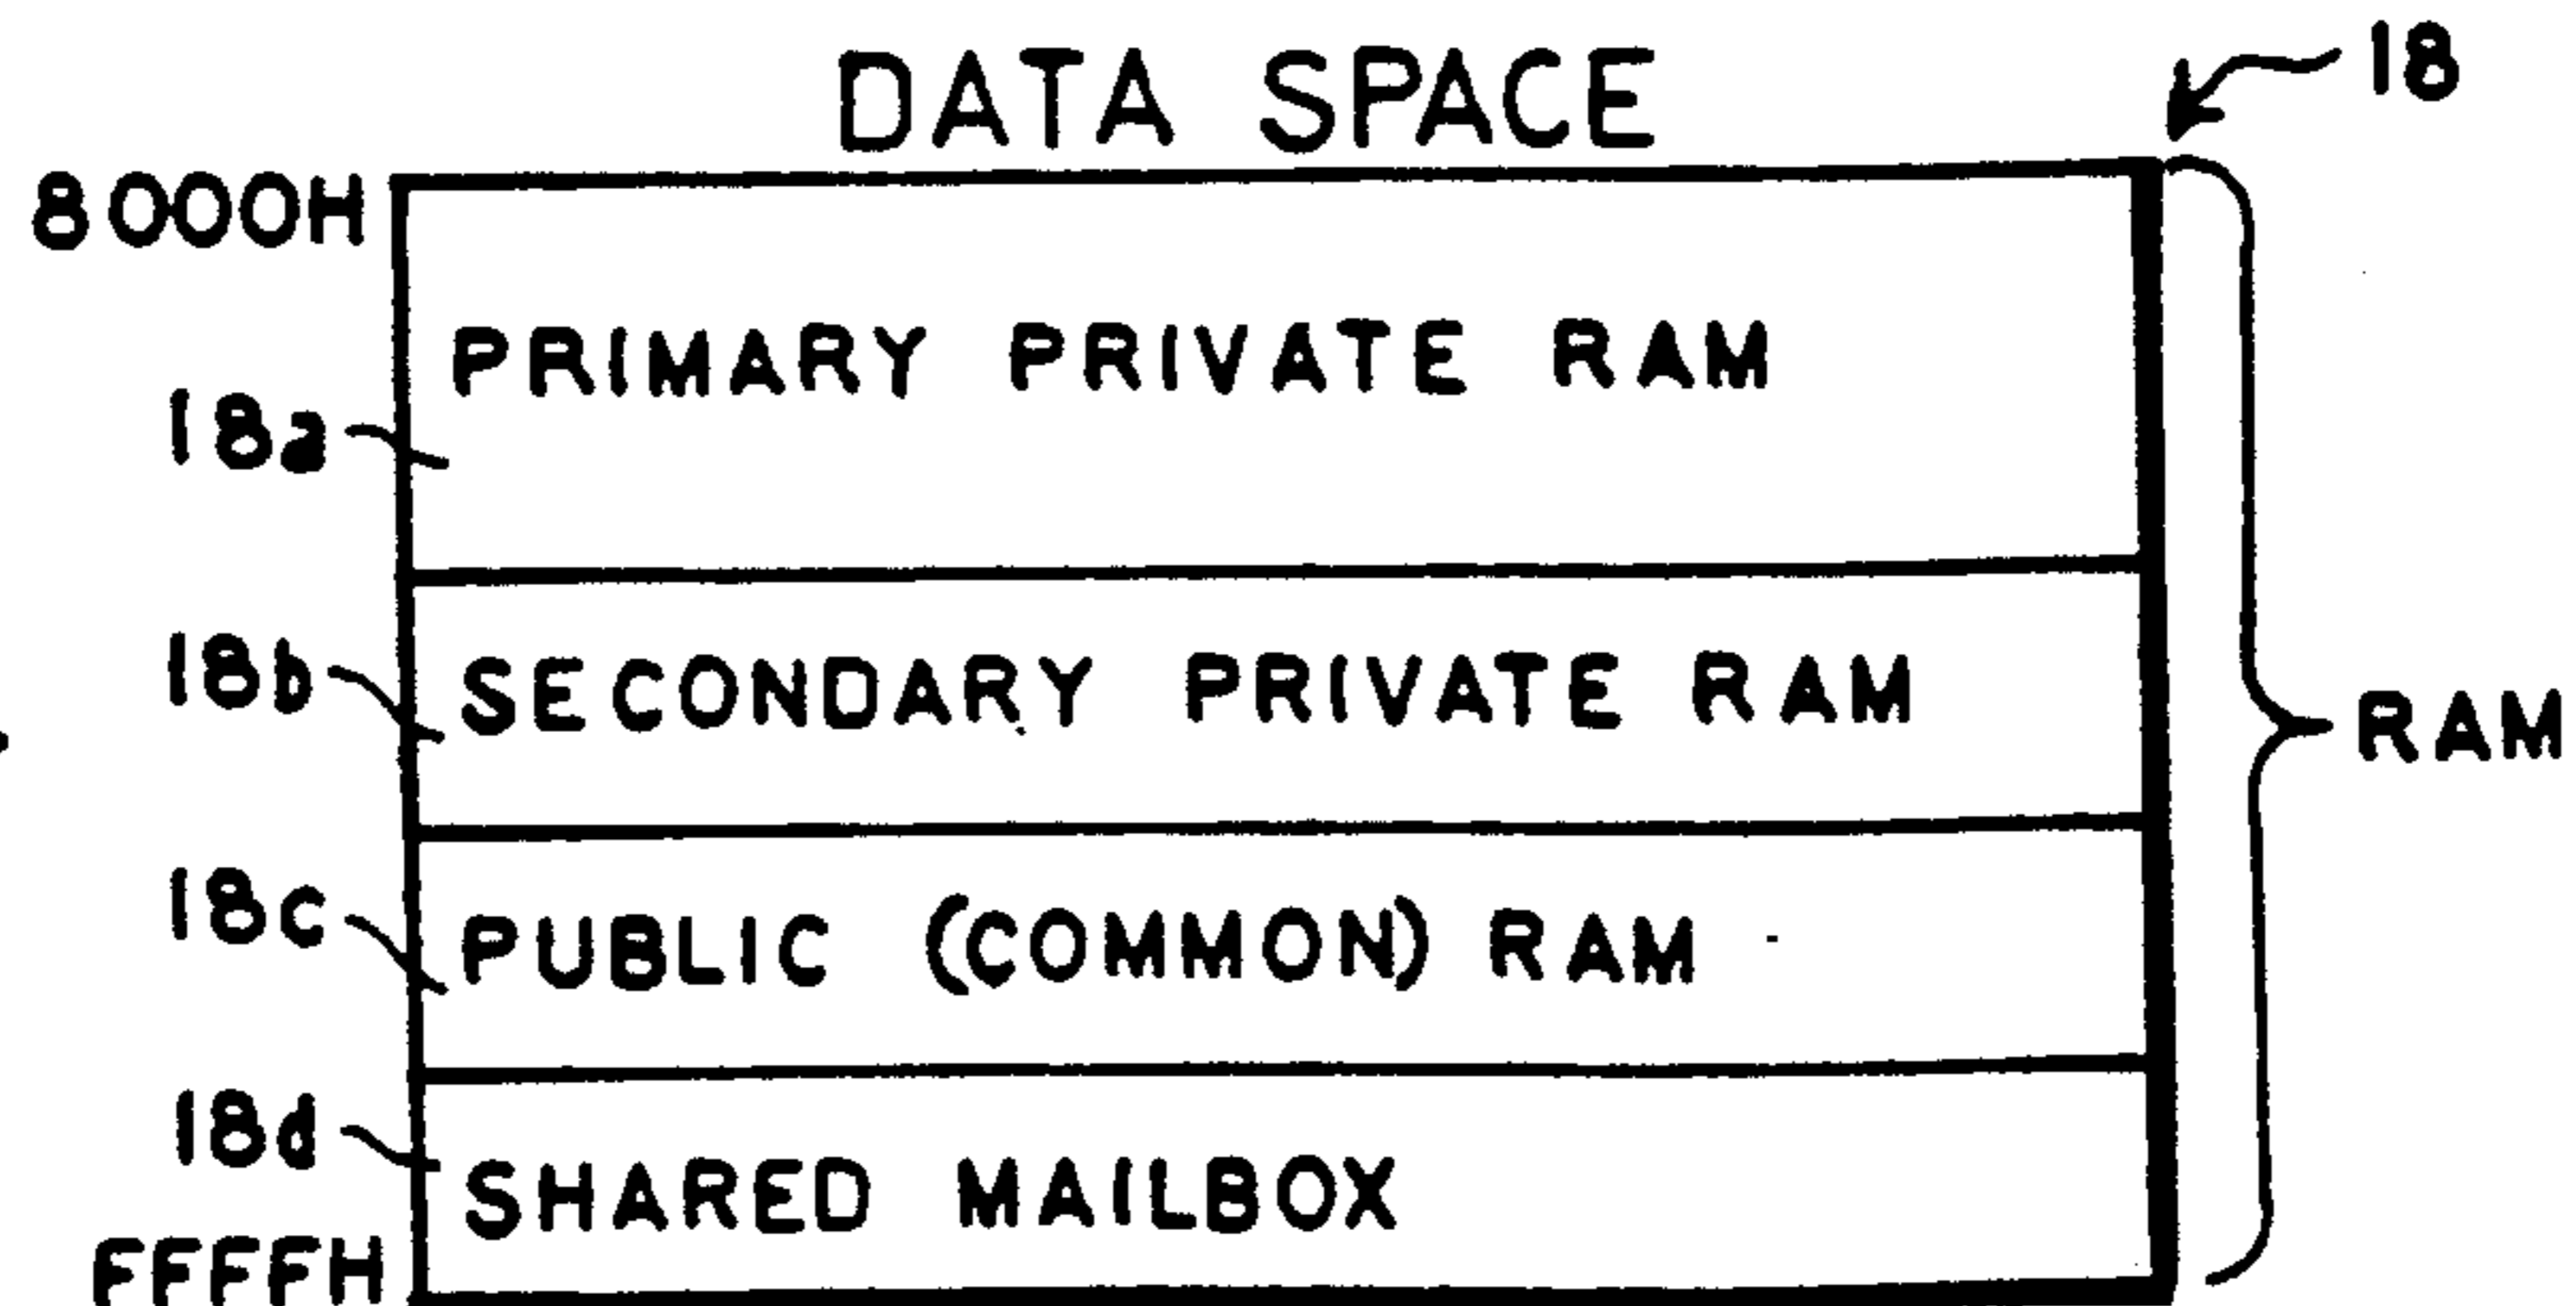 DATA SPACE
18
8000H
PRIMARY PRIVATE RAM
18a
18b
SECONDARY PRIVATE RAM
RAM
18c
PUBLIC (COMMON) RAM
18d
SHARED MAILBOX
FFFFH